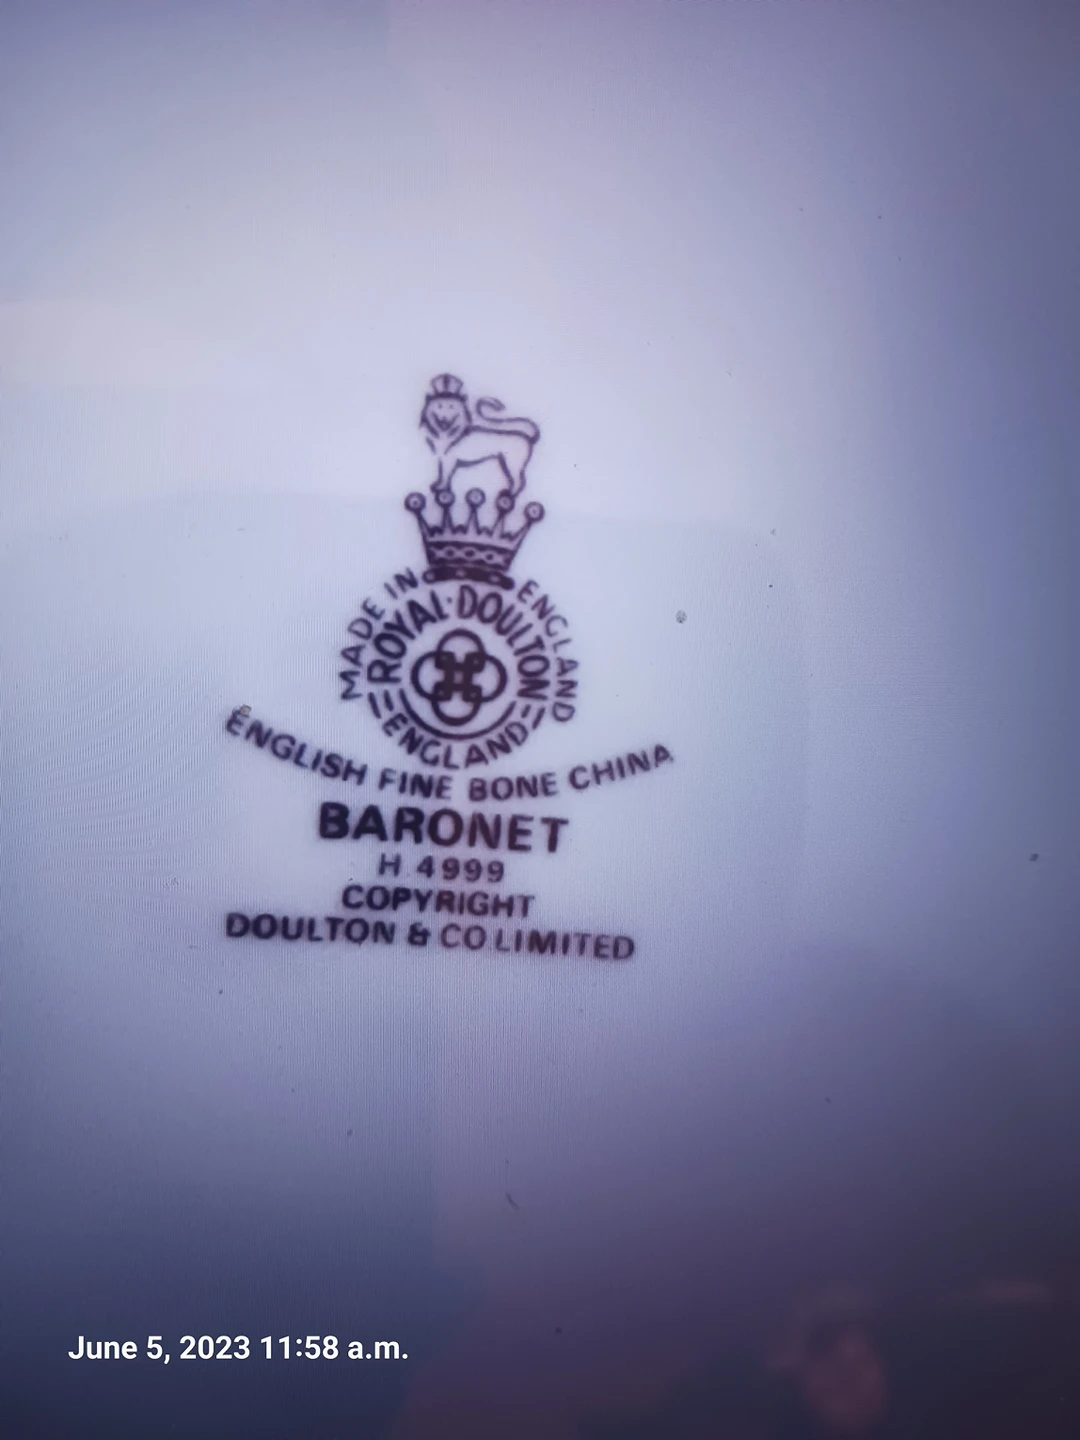 MADE IN ENGLAND
ROYAL·DOULTON
ENGLAND
ENGLISH FINE BONE CHINA
BARONET
H 4999
COPYRIGHT
DOULTON & CO LIMITED
June 5, 2023 11:58 a.m.